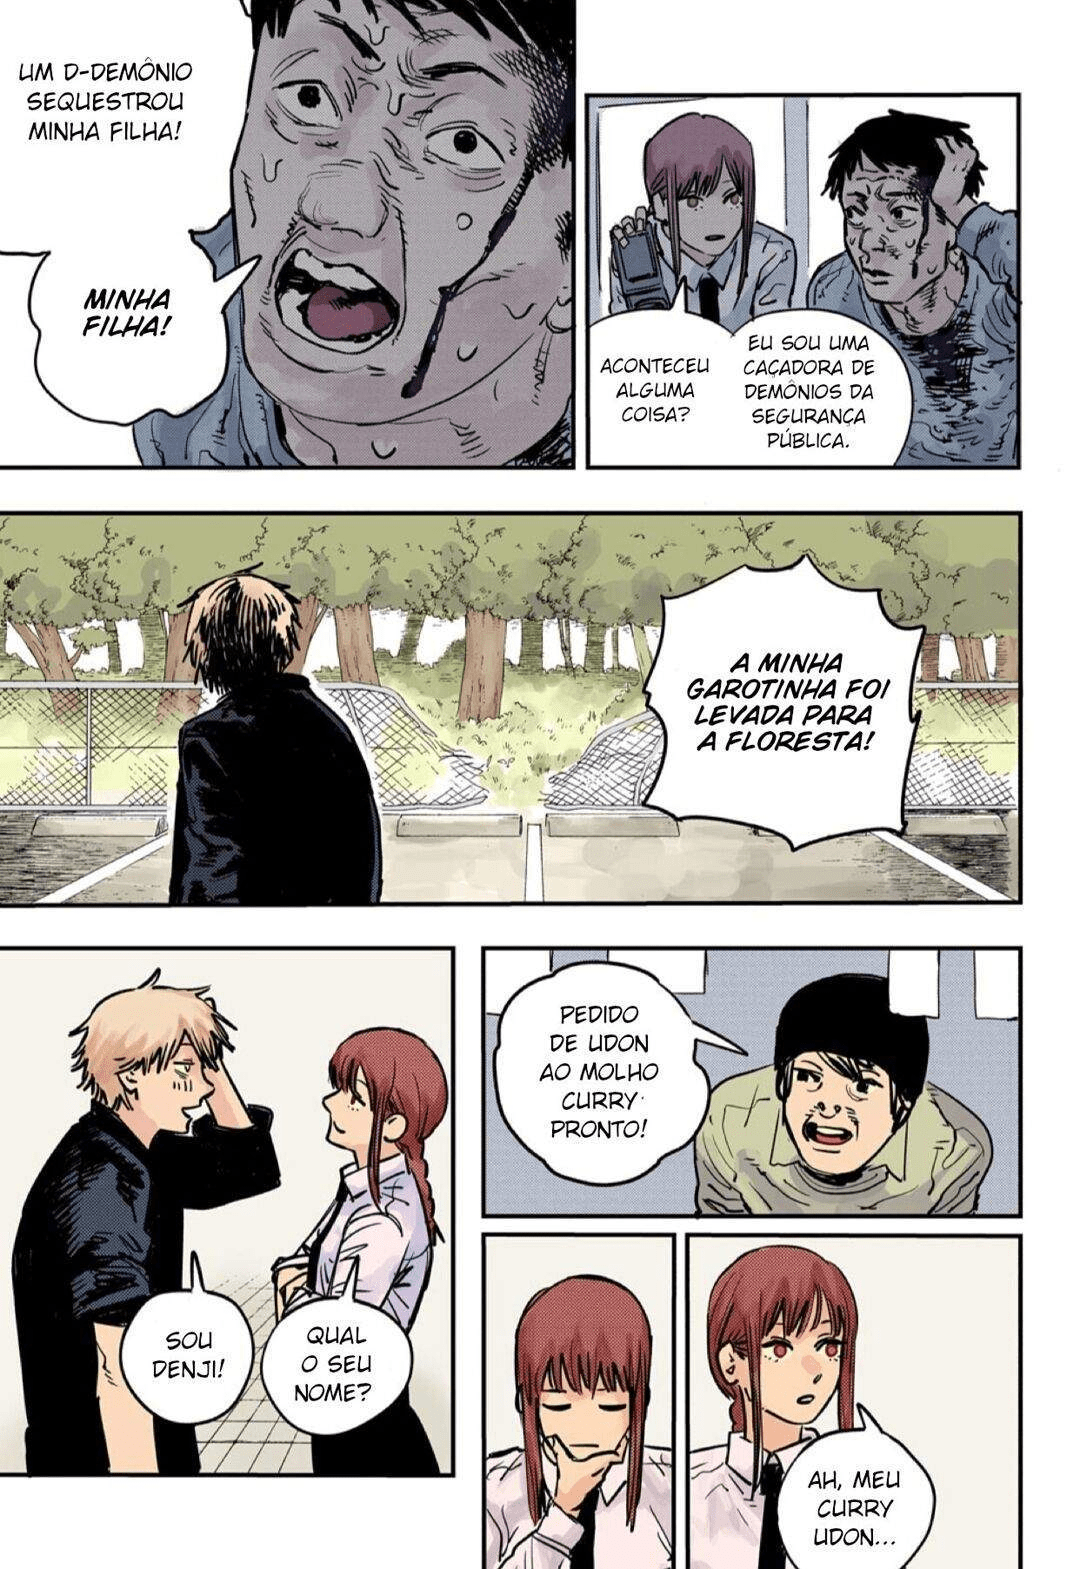 EU SOU UMA
CAÇADORA DE
DEMÔNIOS DA
SEGURANÇA
PÚBLICA.
ACONTECEU
ALGUMA
COISA?
UM D-DEMÔNIO
SEQUESTROU
MINHA FILHA!
MINHA
FILHA!
A MINHA
GAROTINHA FOI
LEVADA PARA
A FLORESTA!
PEDIDO
DE UDON
AO MOLHO
CURRY
PRONTO!
AH, MEU
CURRY
UDON...
QUAL
O SEU
NOME?
SOU
DENJI!